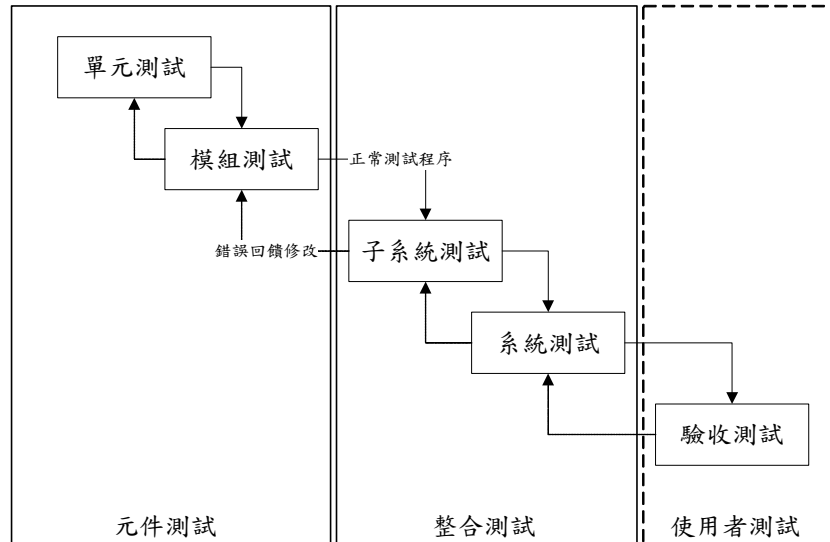 單元測試
模組測試
正常測試程序
子系統測試
錯誤回饋修改
系統測試
驗收測試
元件測試
整合測試
使用者測試